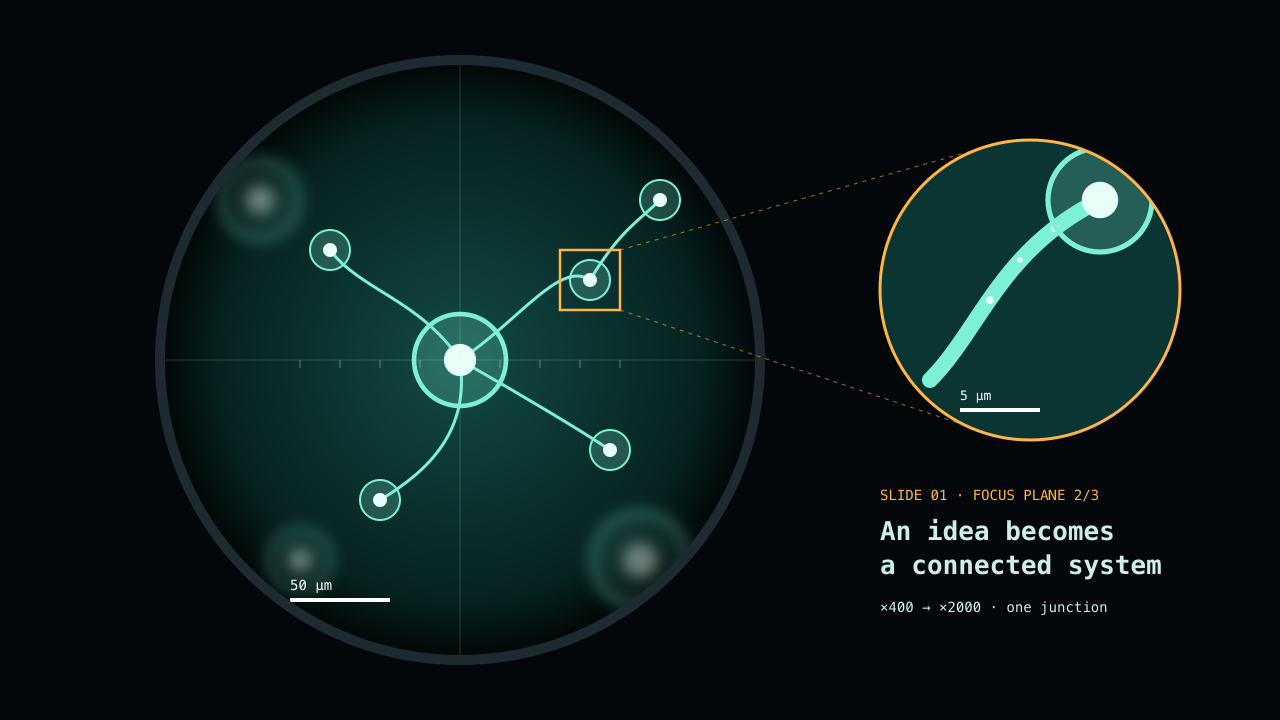 50 µm
5 µm
SLIDE 01 · FOCUS PLANE 2/3
An idea becomes
a connected system
×400 → ×2000 · one junction